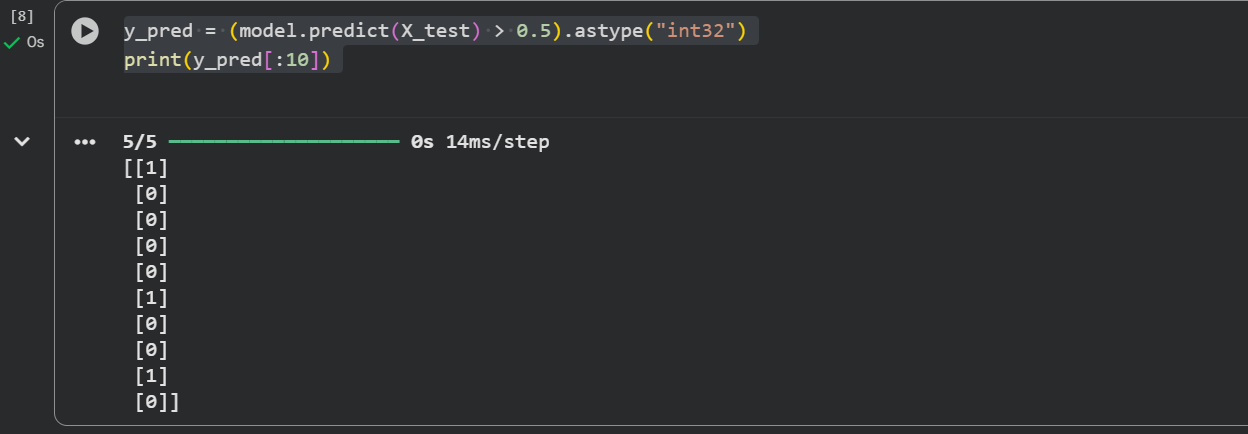 [8]
0s
y_pred = (model.predict(X_test) > 0.5).astype("int32")
print(y_pred[:10])
5/5 ━━━━━━━━━━━━━━━━━━━━ 0s 14ms/step
[[1]
 [0]
 [0]
 [0]
 [0]
 [1]
 [0]
 [0]
 [1]
 [0]]